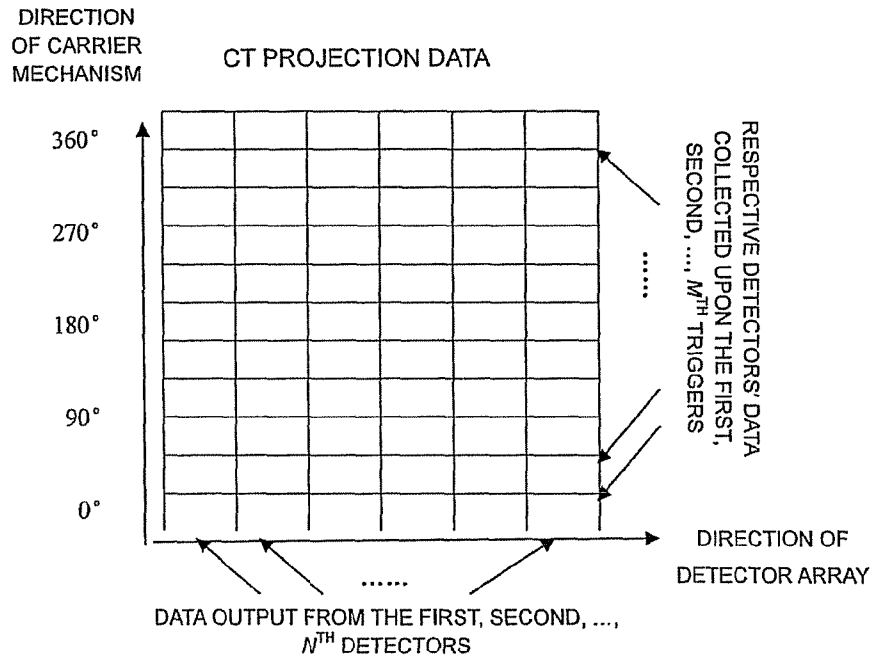 DIRECTION
OF CARRIER
MECHANISM
CT PROJECTION DATA
360°
270°
180°
90°
0°
RESPECTIVE DETECTORS' DATA
COLLECTED UPON THE FIRST,
SECOND, ..., MTH TRIGGERS
......
DIRECTION OF
DETECTOR ARRAY
......
DATA OUTPUT FROM THE FIRST, SECOND, ...,
NTH DETECTORS